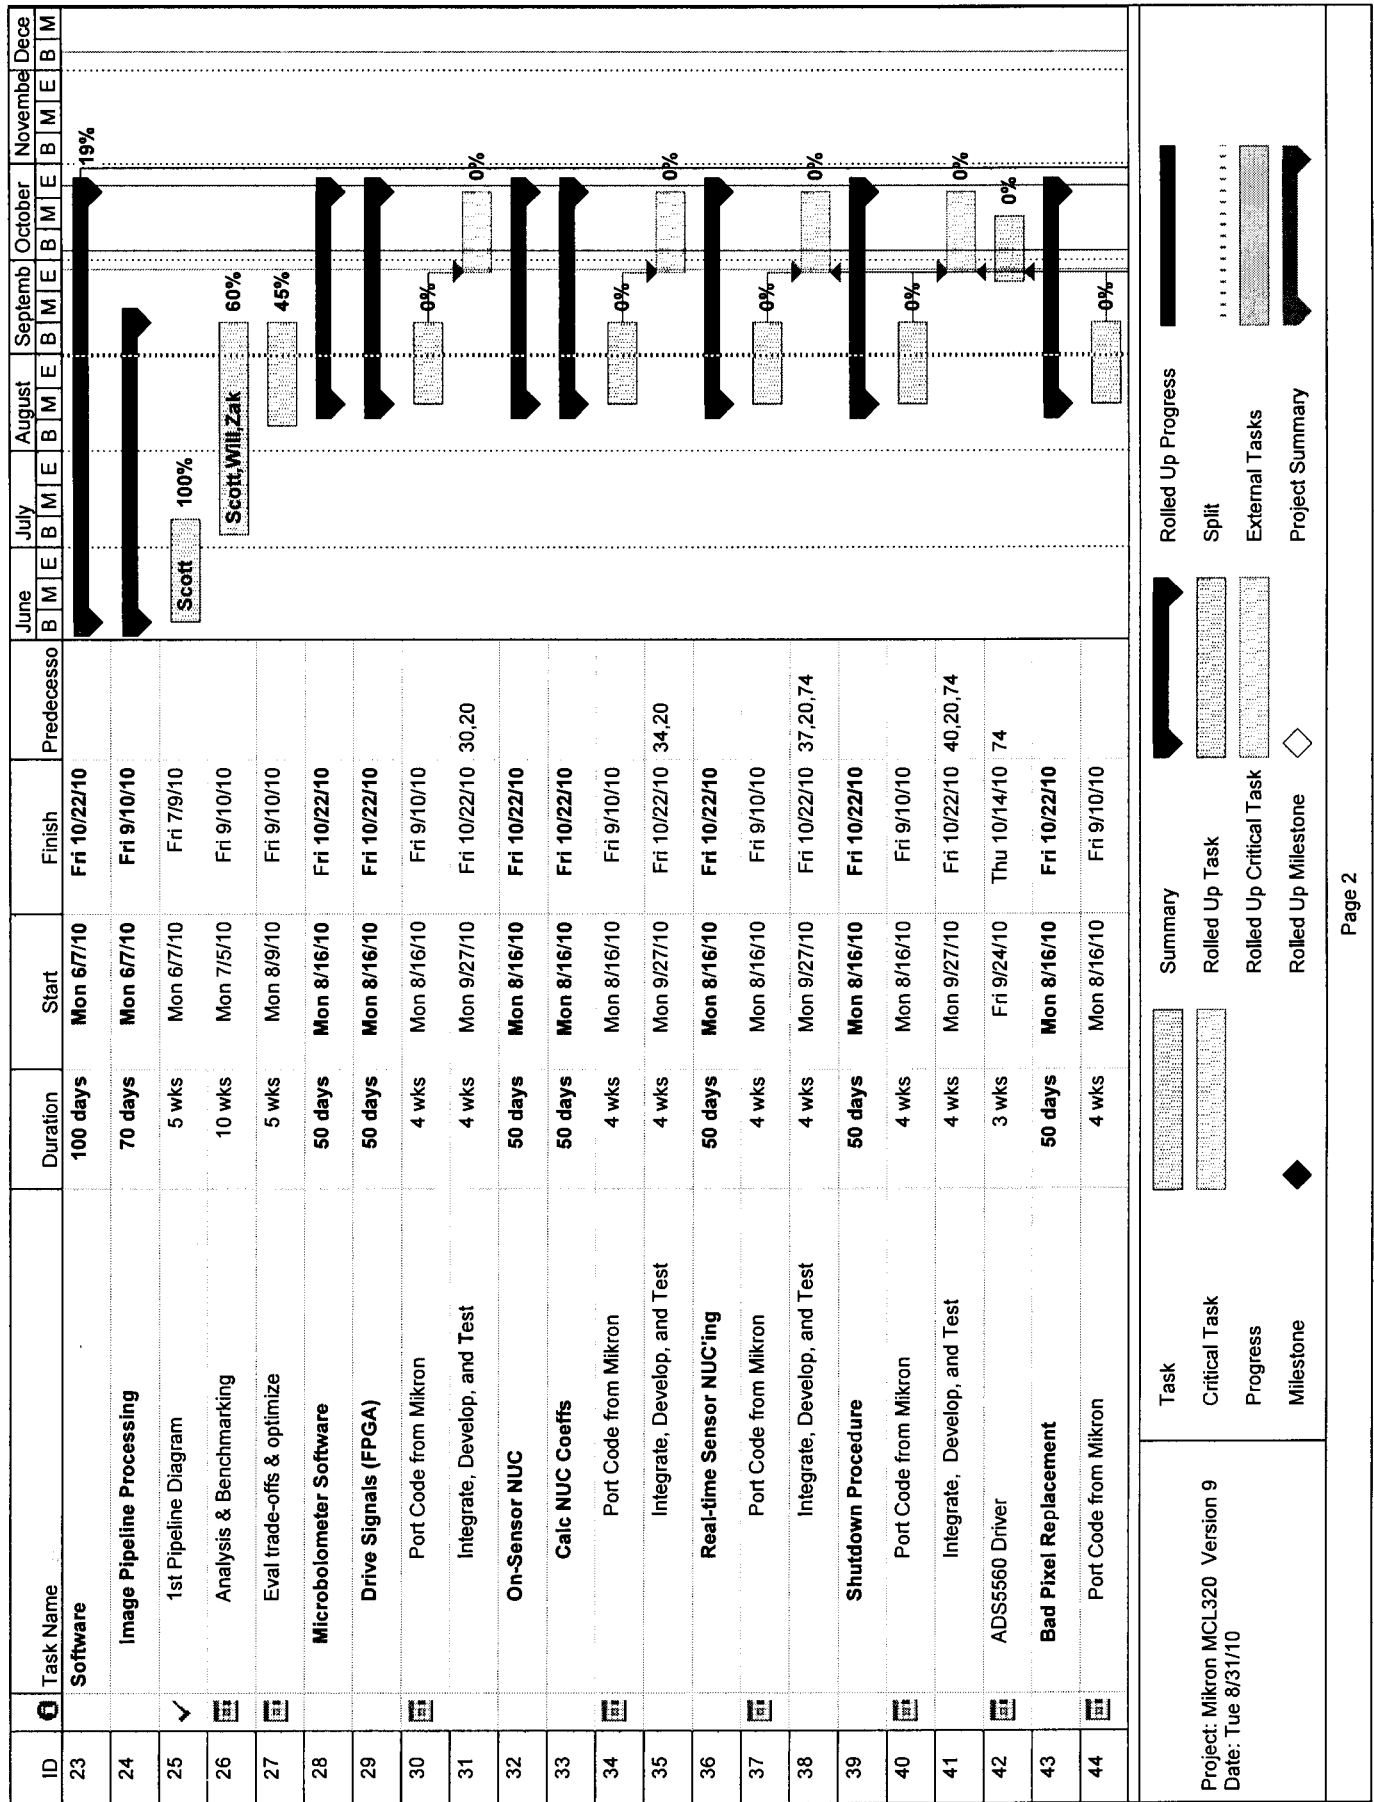 ID Task Name Duration Start Finish Predecesso June July August Septemb October Novembe Dece
B M E B M E B M E B M E B M E B M E B M
23 Software 100 days Mon 6/7/10 Fri 10/22/10 19%
24 Image Pipeline Processing 70 days Mon 6/7/10 Fri 9/10/10
25 1st Pipeline Diagram 5 wks Mon 6/7/10 Fri 7/9/10 Scott 100%
26 Analysis & Benchmarking 10 wks Mon 7/5/10 Fri 9/10/10 Scott,Will,Zak 60%
27 Eval trade-offs & optimize 5 wks Mon 8/9/10 Fri 9/10/10 45%
28 Microbolometer Software 50 days Mon 8/16/10 Fri 10/22/10
29 Drive Signals (FPGA) 50 days Mon 8/16/10 Fri 10/22/10
30 Port Code from Mikron 4 wks Mon 8/16/10 Fri 9/10/10 0%
31 Integrate, Develop, and Test 4 wks Mon 9/27/10 Fri 10/22/10 30,20 0%
32 On-Sensor NUC 50 days Mon 8/16/10 Fri 10/22/10
33 Calc NUC Coeffs 50 days Mon 8/16/10 Fri 10/22/10
34 Port Code from Mikron 4 wks Mon 8/16/10 Fri 9/10/10 0%
35 Integrate, Develop, and Test 4 wks Mon 9/27/10 Fri 10/22/10 34,20 0%
36 Real-time Sensor NUC'ing 50 days Mon 8/16/10 Fri 10/22/10
37 Port Code from Mikron 4 wks Mon 8/16/10 Fri 9/10/10 0%
38 Integrate, Develop, and Test 4 wks Mon 9/27/10 Fri 10/22/10 37,20,74 0%
39 Shutdown Procedure 50 days Mon 8/16/10 Fri 10/22/10
40 Port Code from Mikron 4 wks Mon 8/16/10 Fri 9/10/10 0%
41 Integrate, Develop, and Test 4 wks Mon 9/27/10 Fri 10/22/10 40,20,74 0%
42 ADS5560 Driver 3 wks Fri 9/24/10 Thu 10/14/10 74 0%
43 Bad Pixel Replacement 50 days Mon 8/16/10 Fri 10/22/10
44 Port Code from Mikron 4 wks Mon 8/16/10 Fri 9/10/10 0%
Project: Mikron MCL320 Version 9
Date: Tue 8/31/10
Task Summary Rolled Up Progress
Critical Task Rolled Up Task Split
Progress Rolled Up Critical Task External Tasks
Milestone Rolled Up Milestone Project Summary
Page 2